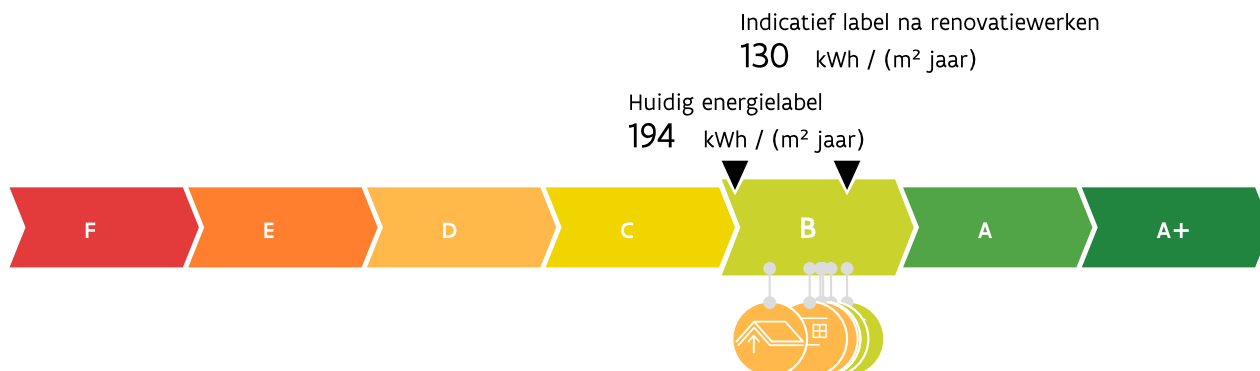 Indicatief label na renovatiewerken
130 kWh / (m² jaar)
Huidig energielabel
194 kWh / (m² jaar)
F E D C B A A+